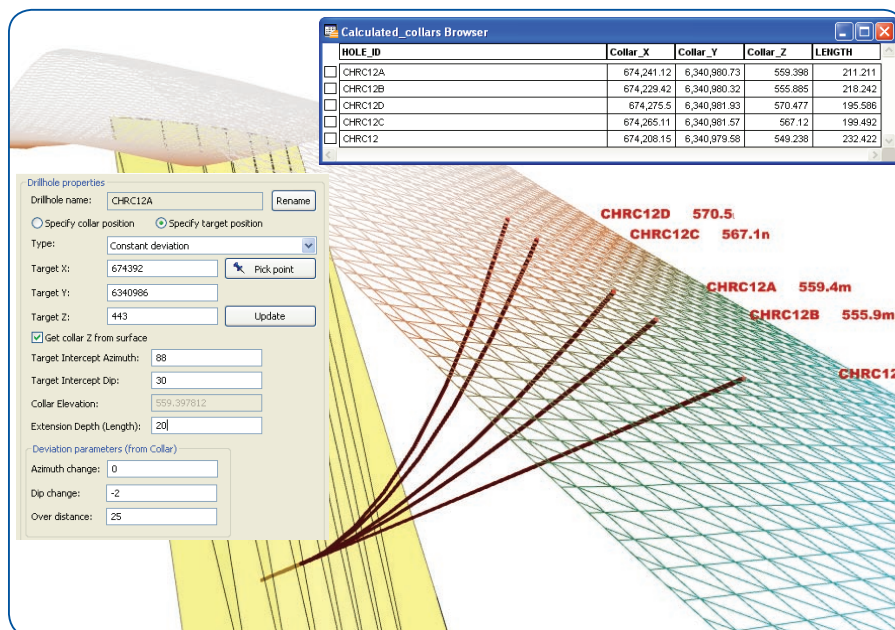 Calculated_collars Browser
HOLE_ID Collar_X Collar_Y Collar_Z LENGTH
CHRC12A 674,241.12 6,340,980.73 559.398 211.211
CHRC12B 674,229.42 6,340,980.32 555.885 218.242
CHRC12D 674,275.5 6,340,981.93 570.477 195.586
CHRC12C 674,265.11 6,340,981.57 567.12 199.492
CHRC12 674,208.15 6,340,979.58 549.238 232.422
Drillhole properties
Drillhole name: CHRC12A Rename
Specify collar position Specify target position
Type: Constant deviation
Target X: 674392 Pick point
Target Y: 6340986
Target Z: 443 Update
Get collar Z from surface
Target Intercept Azimuth: 88
Target Intercept Dip: 30
Collar Elevation: 559.397812
Extension Depth (Length): 20
Deviation parameters (from Collar)
Azimuth change: 0
Dip change: -2
Over distance: 25
CHRC12D 570.5
CHRC12C 567.1n
CHRC12A 559.4m
CHRC12B 555.9m
CHRC12